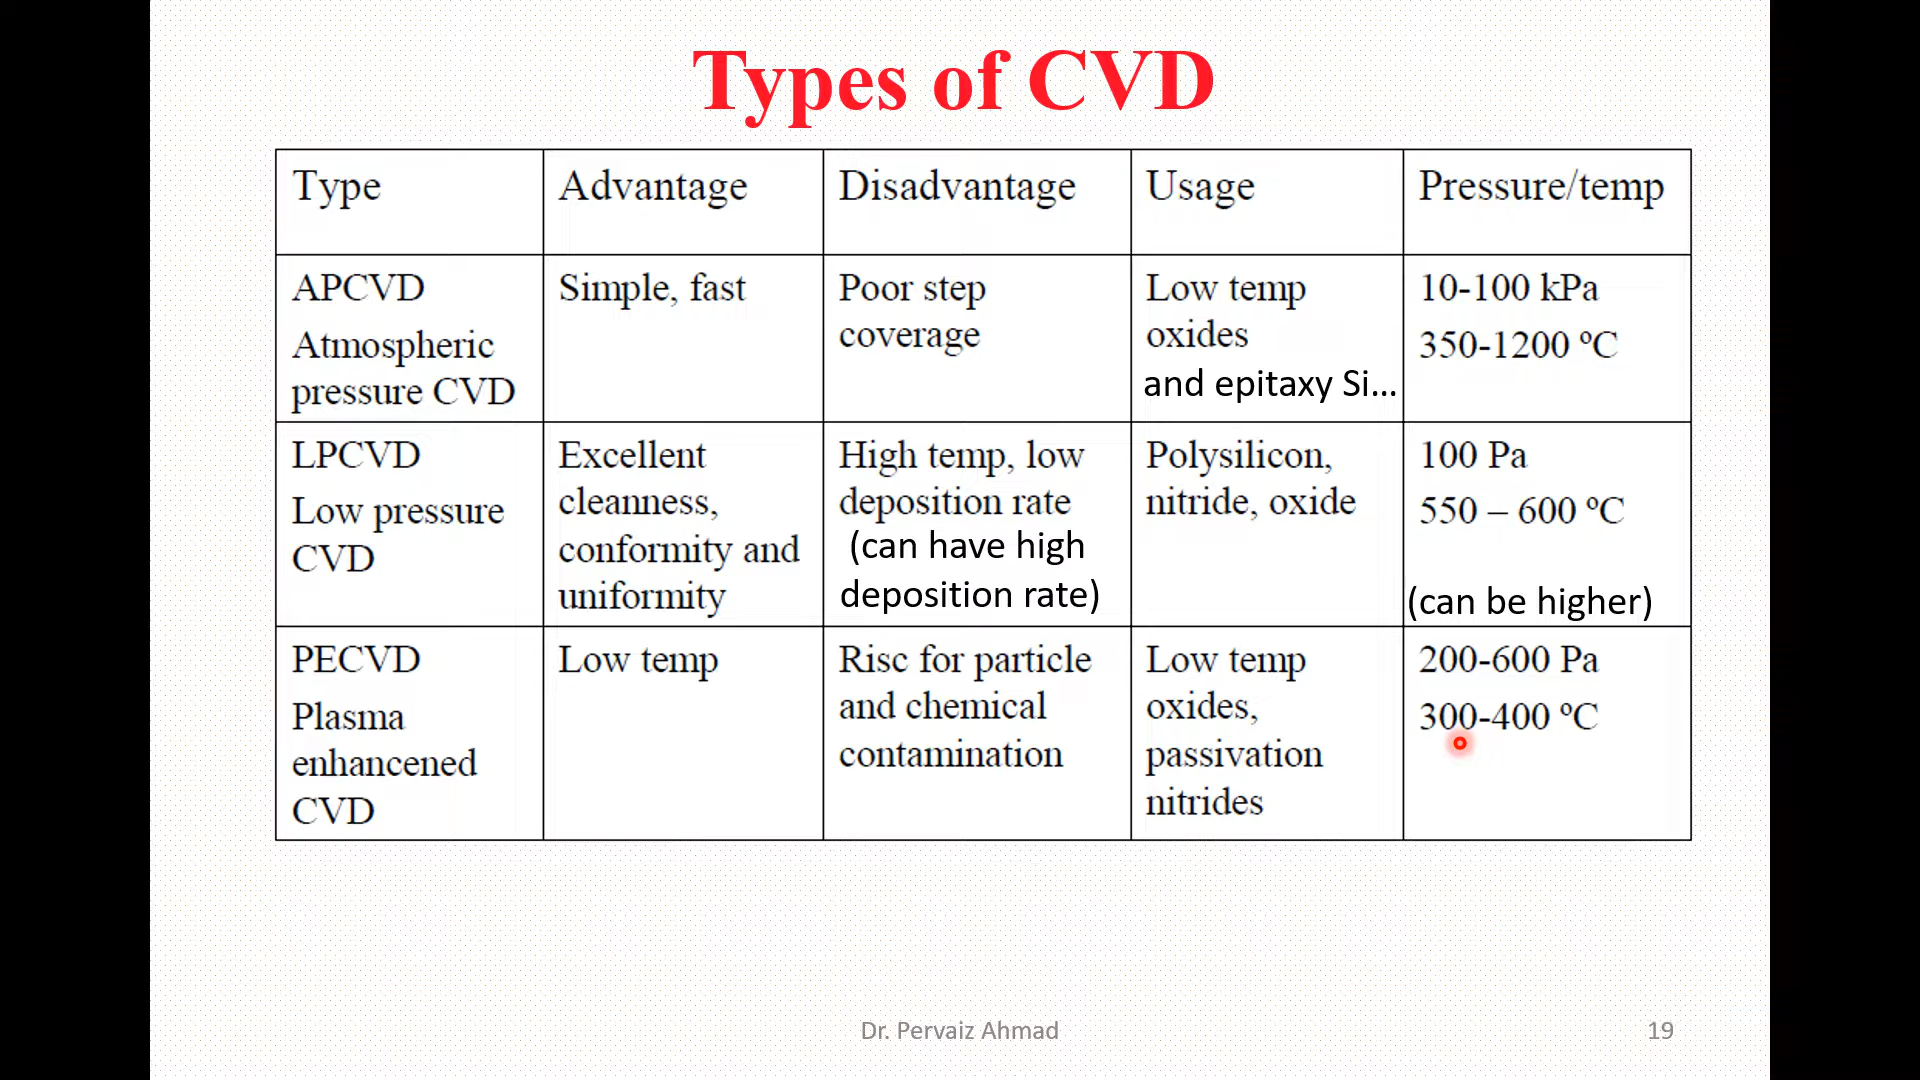 Types of CVD
Type
Advantage
Disadvantage
Usage
Pressure/temp
APCVD
Atmospheric
pressure CVD
Simple, fast
Poor step
coverage
Low temp
oxides
and epitaxy Si...
10-100 kPa
350-1200 ºC
LPCVD
Low pressure
CVD
Excellent
cleanness,
conformity and
uniformity
High temp, low
deposition rate
(can have high
deposition rate)
Polysilicon,
nitride, oxide
100 Pa
550 – 600 ºC
(can be higher)
PECVD
Plasma
enhancened
CVD
Low temp
Risc for particle
and chemical
contamination
Low temp
oxides,
passivation
nitrides
200-600 Pa
300-400 ºC
Dr. Pervaiz Ahmad
19